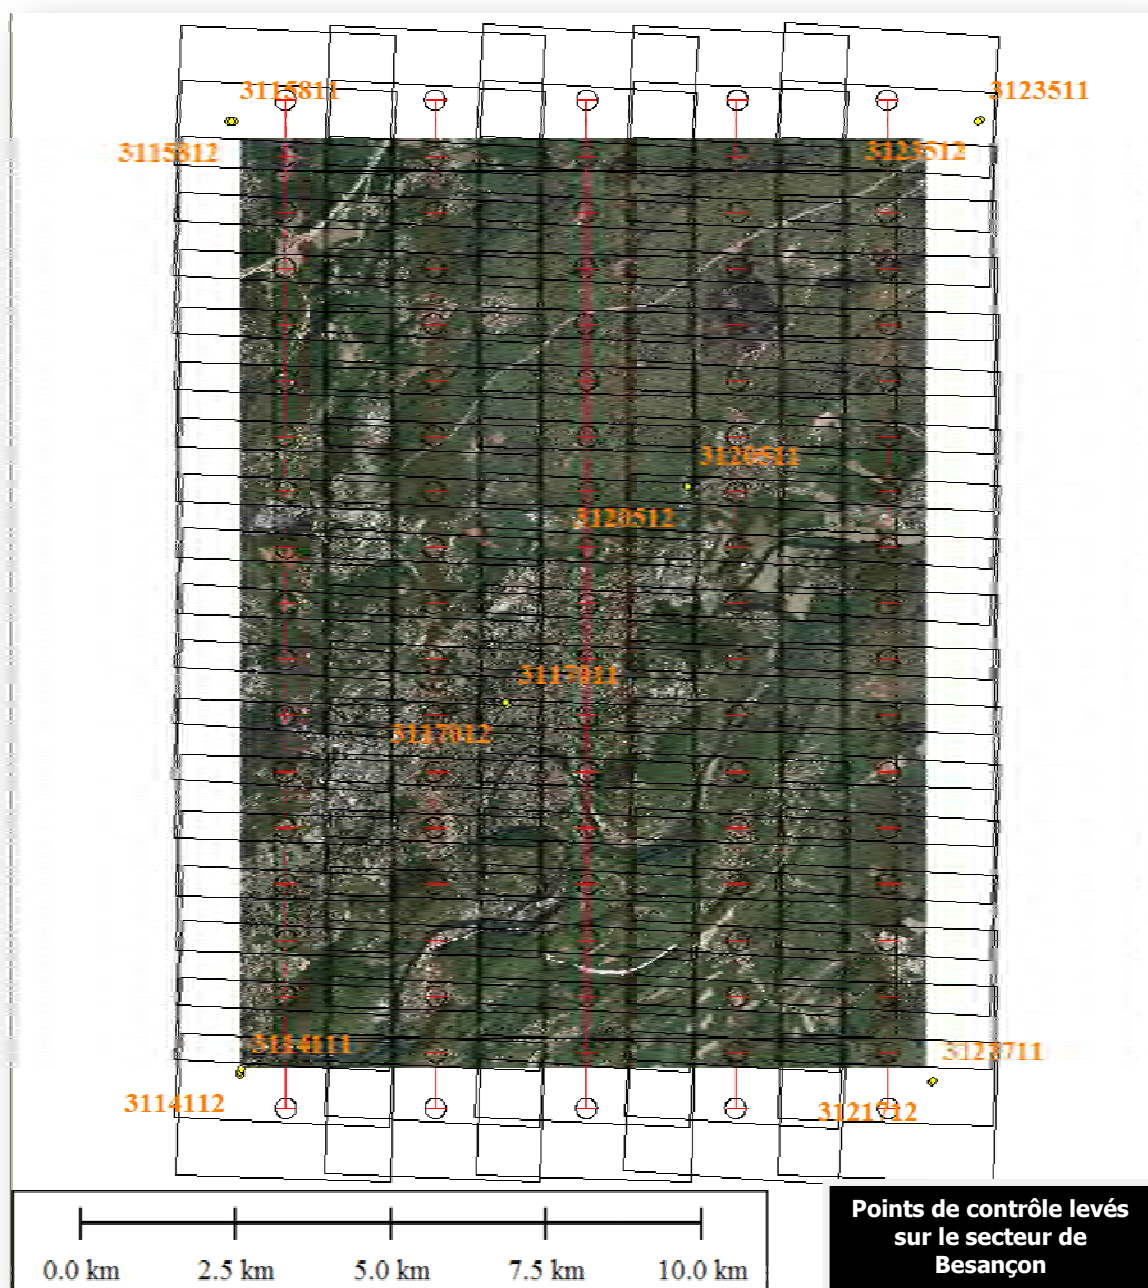 3115811
3123511
3115812
3123512
3120511
3120512
3117011
3117012
3114111
3114112
3121712
0.0 km
2.5 km
5.0 km
7.5 km
10.0 km
Points de contrôle levés
sur le secteur de
Besançon